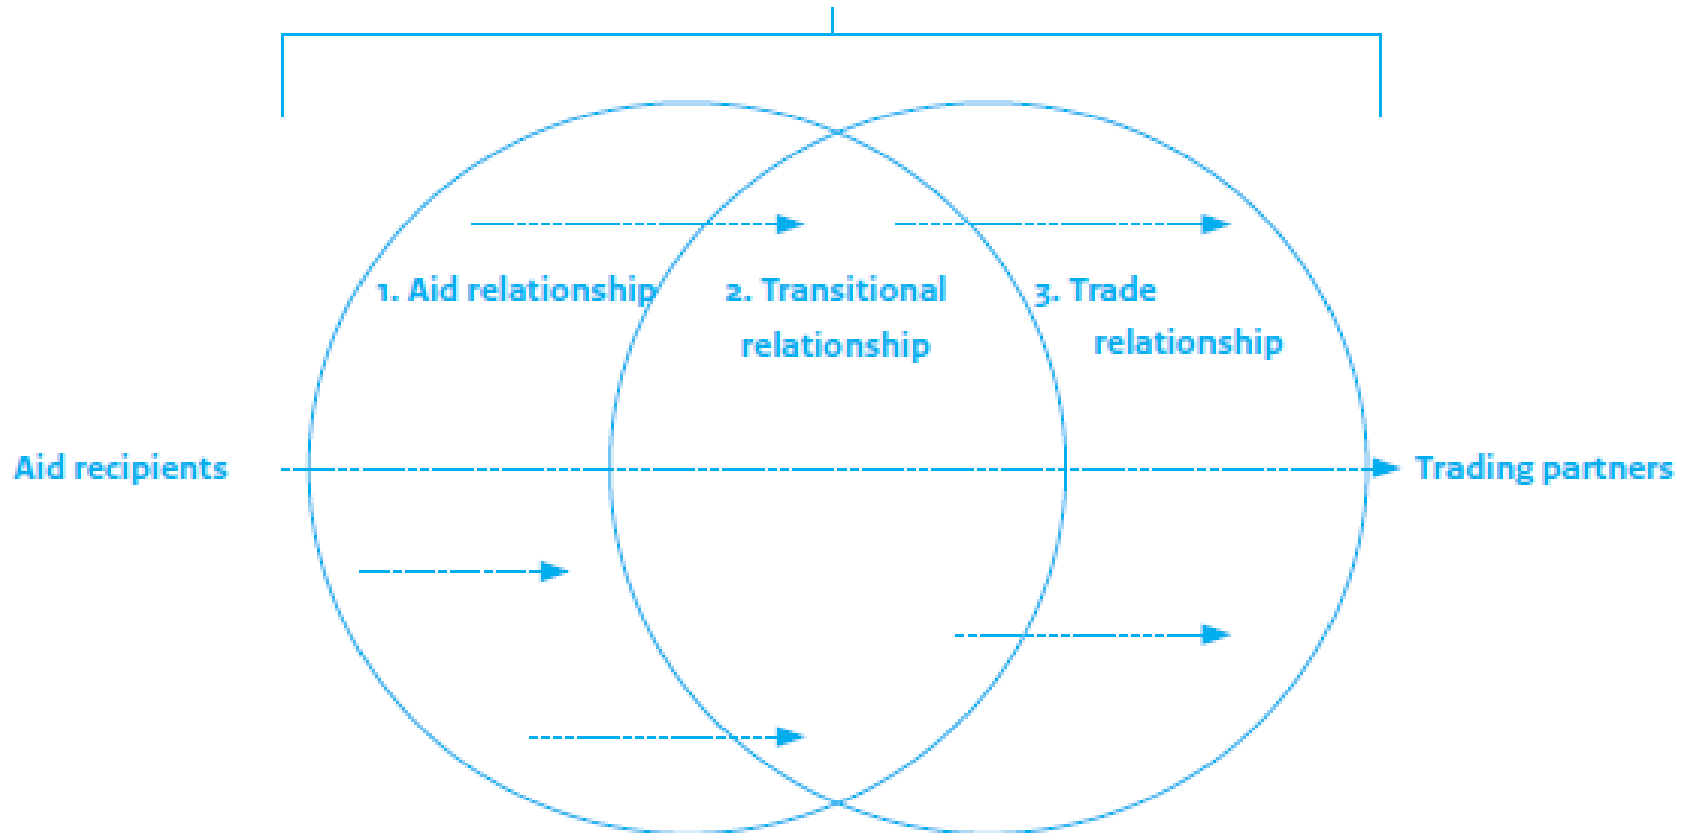 1. Aid relationship
2. Transitional
relationship
3. Trade
relationship
Aid recipients
Trading partners